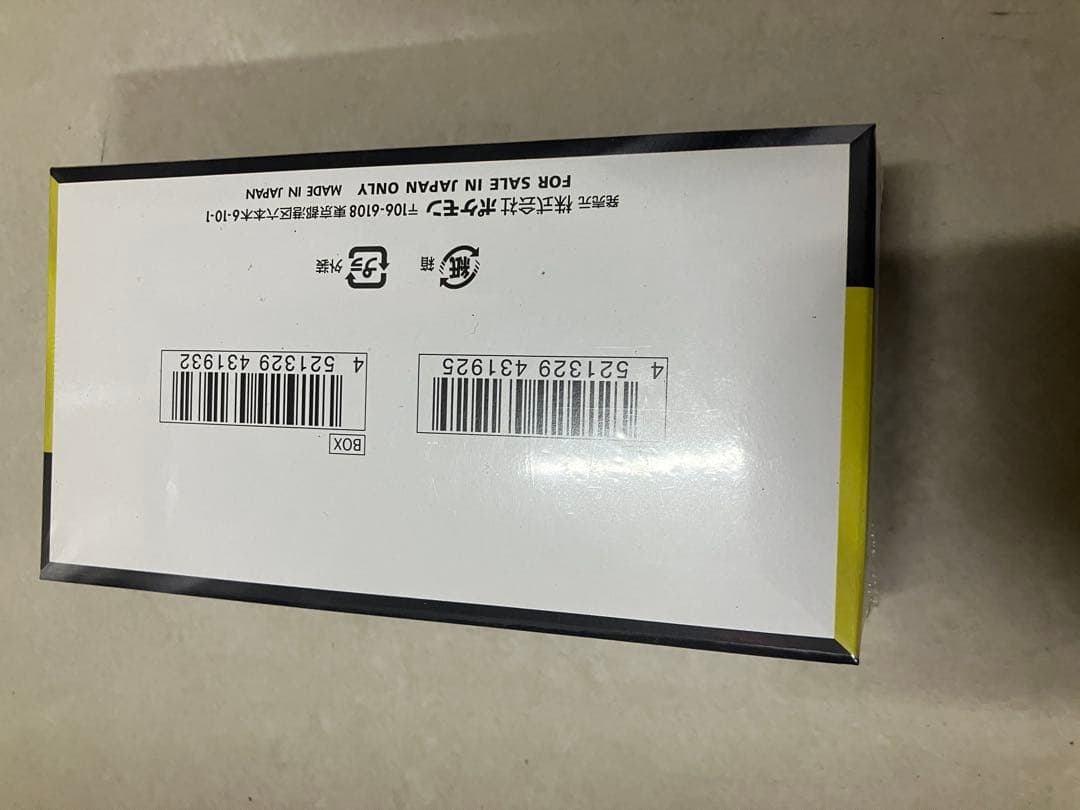 BOX
4 521329 431925
4 521329 431932
紙 箱 プラ 外装
発売元 株式会社 ポケモン 〒106-6108 東京都港区六本木6-10-1
FOR SALE IN JAPAN ONLY MADE IN JAPAN